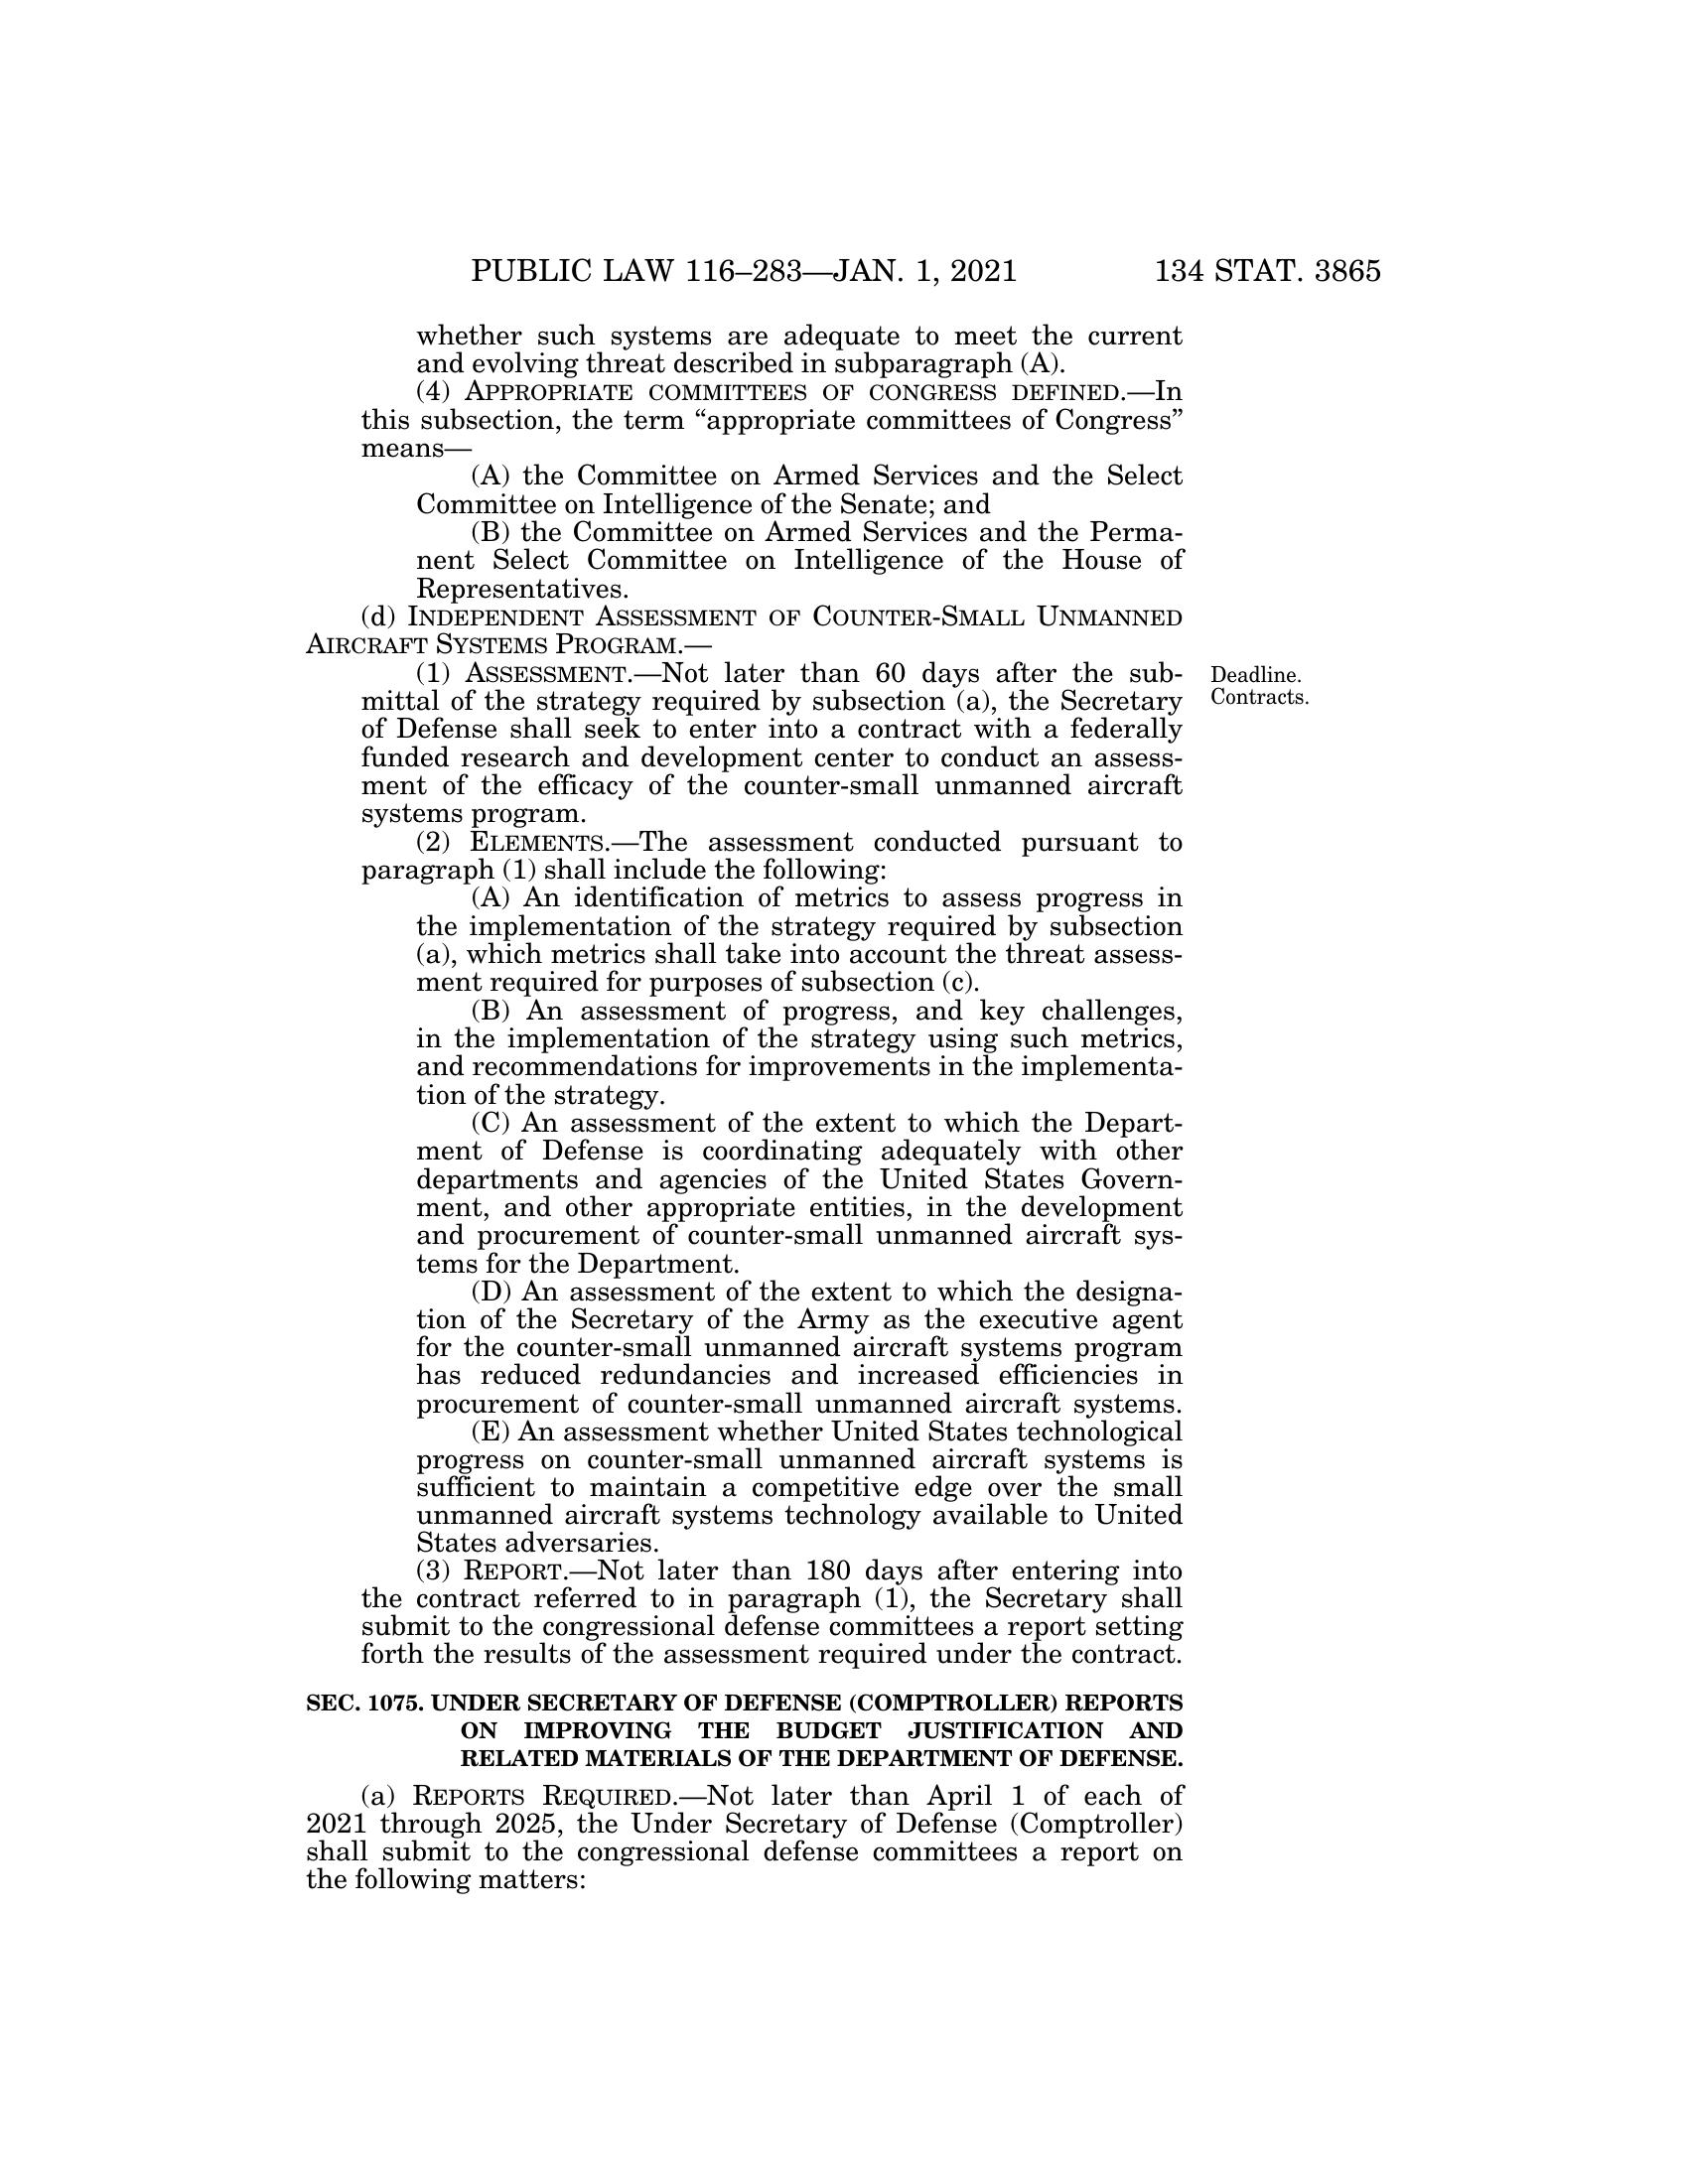 PUBLIC LAW 116–283—JAN. 1, 2021 134 STAT. 3865
whether such systems are adequate to meet the current
and evolving threat described in subparagraph (A).
(4) APPROPRIATE COMMITTEES OF CONGRESS DEFINED.—In
this subsection, the term “appropriate committees of Congress”
means—
(A) the Committee on Armed Services and the Select
Committee on Intelligence of the Senate; and
(B) the Committee on Armed Services and the Perma-
nent Select Committee on Intelligence of the House of
Representatives.
(d) INDEPENDENT ASSESSMENT OF COUNTER-SMALL UNMANNED
AIRCRAFT SYSTEMS PROGRAM.—
(1) ASSESSMENT.—Not later than 60 days after the sub-
mittal of the strategy required by subsection (a), the Secretary
of Defense shall seek to enter into a contract with a federally
funded research and development center to conduct an assess-
ment of the efficacy of the counter-small unmanned aircraft
systems program.
Deadline.
Contracts.
(2) ELEMENTS.—The assessment conducted pursuant to
paragraph (1) shall include the following:
(A) An identification of metrics to assess progress in
the implementation of the strategy required by subsection
(a), which metrics shall take into account the threat assess-
ment required for purposes of subsection (c).
(B) An assessment of progress, and key challenges,
in the implementation of the strategy using such metrics,
and recommendations for improvements in the implementa-
tion of the strategy.
(C) An assessment of the extent to which the Depart-
ment of Defense is coordinating adequately with other
departments and agencies of the United States Govern-
ment, and other appropriate entities, in the development
and procurement of counter-small unmanned aircraft sys-
tems for the Department.
(D) An assessment of the extent to which the designa-
tion of the Secretary of the Army as the executive agent
for the counter-small unmanned aircraft systems program
has reduced redundancies and increased efficiencies in
procurement of counter-small unmanned aircraft systems.
(E) An assessment whether United States technological
progress on counter-small unmanned aircraft systems is
sufficient to maintain a competitive edge over the small
unmanned aircraft systems technology available to United
States adversaries.
(3) REPORT.—Not later than 180 days after entering into
the contract referred to in paragraph (1), the Secretary shall
submit to the congressional defense committees a report setting
forth the results of the assessment required under the contract.
SEC. 1075. UNDER SECRETARY OF DEFENSE (COMPTROLLER) REPORTS
ON IMPROVING THE BUDGET JUSTIFICATION AND
RELATED MATERIALS OF THE DEPARTMENT OF DEFENSE.
(a) REPORTS REQUIRED.—Not later than April 1 of each of
2021 through 2025, the Under Secretary of Defense (Comptroller)
shall submit to the congressional defense committees a report on
the following matters: